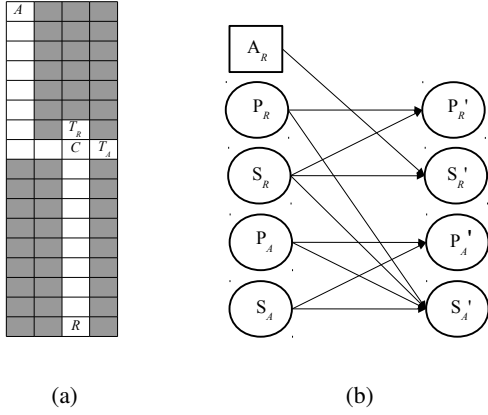 A
T_R
C T_A
R
(a)
A_R
P_R P_R'
S_R S_R'
P_A P_A'
S_A S_A'
(b)